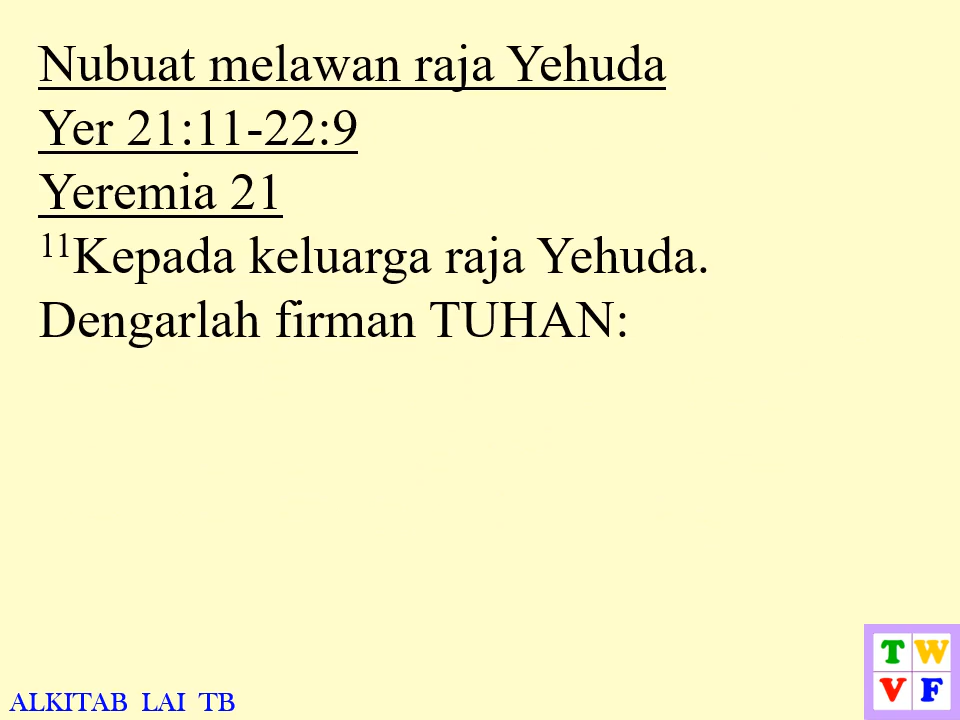 Nubuat melawan raja Yehuda
Yer 21:11-22:9
Yeremia 21
¹¹Kepada keluarga raja Yehuda.
Dengarlah firman TUHAN:
T W
V F
ALKITAB LAI TB